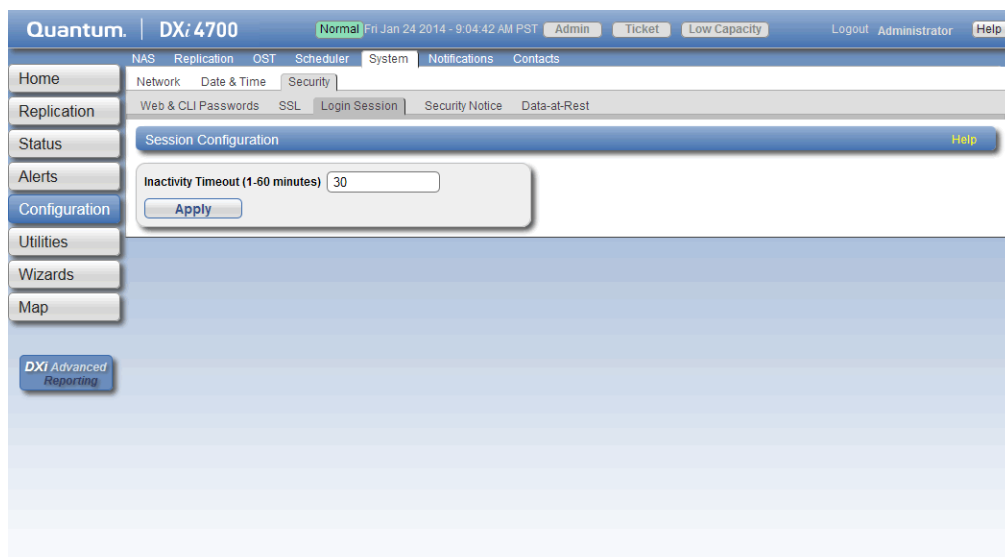 Quantum. DXi 4700 Normal Fri Jan 24 2014 - 9:04:42 AM PST Admin Ticket Low Capacity Logout Administrator Help
NAS Replication OST Scheduler System Notifications Contacts
Home
Network Date & Time Security
Replication
Web & CLI Passwords SSL Login Session Security Notice Data-at-Rest
Status
Session Configuration Help
Alerts
Inactivity Timeout (1-60 minutes) 30
Configuration
Apply
Utilities
Wizards
Map
DXi Advanced
Reporting